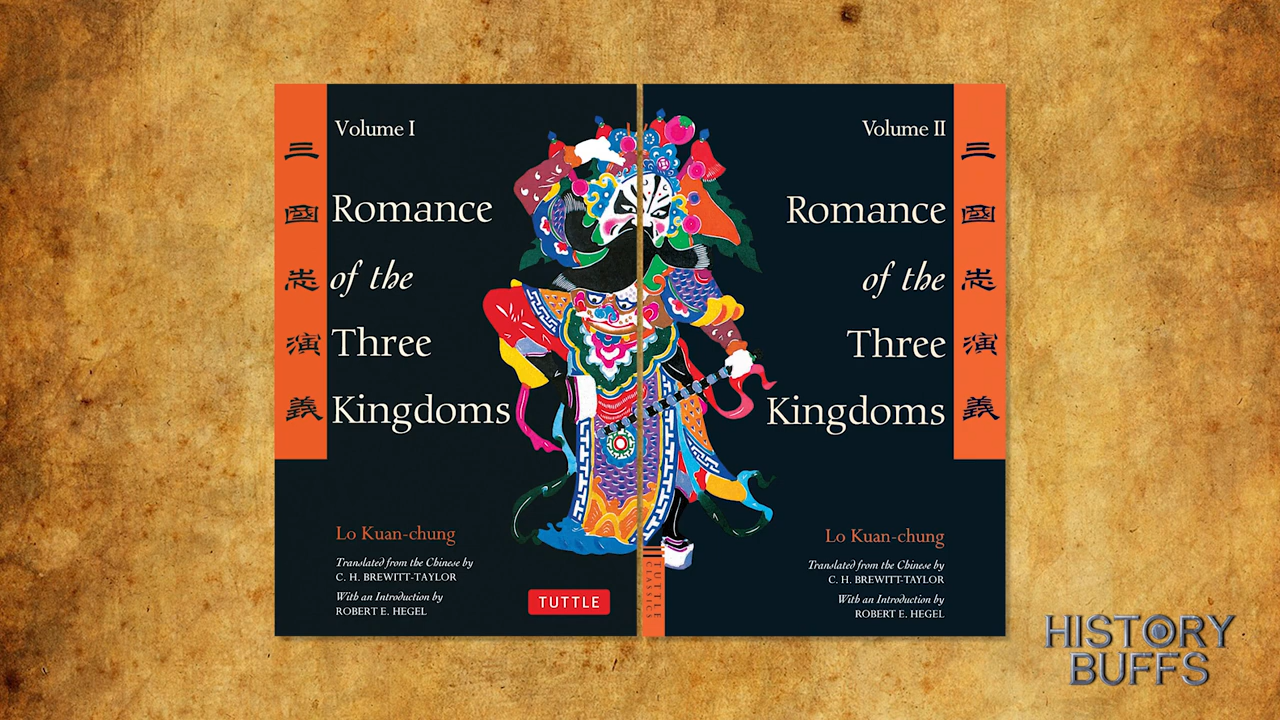 Volume I
三
國
志
演
義
Romance
of the
Three
Kingdoms
Lo Kuan-chung
Translated from the Chinese by
C. H. BREWITT-TAYLOR
With an Introduction by
ROBERT E. HEGEL
TUTTLE
Volume II
Romance
of the
Three
Kingdoms
三
國
志
演
義
Lo Kuan-chung
Translated from the Chinese by
C. H. BREWITT-TAYLOR
With an Introduction by
ROBERT E. HEGEL
TUTTLE
CLASSICS
HISTORY
BUFFS